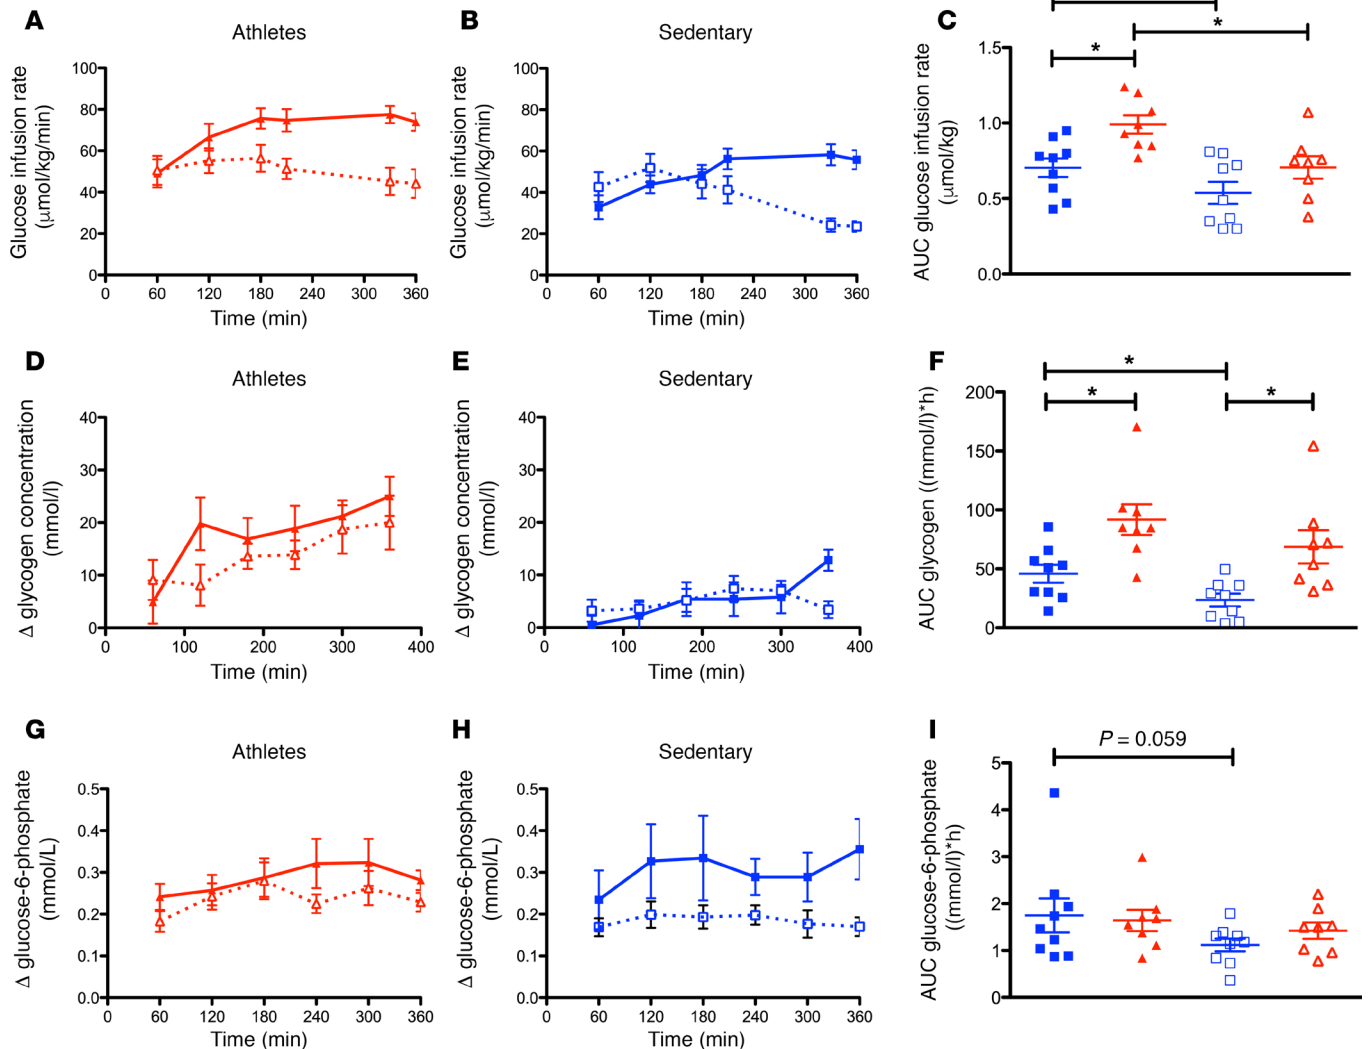 A
Athletes
Glucose infusion rate
(µmol/kg/min)
100
80
60
40
20
0
0 60 120 180 240 300 360
Time (min)
B
Sedentary
Glucose infusion rate
(µmol/kg/min)
100
80
60
40
20
0
0 60 120 180 240 300 360
Time (min)
C
AUC glucose infusion rate
(µmol/kg)
1.5
1.0
0.5
0.0
*
*
D
Athletes
Δ glycogen concentration
(mmol/l)
40
30
20
10
0
0 100 200 300 400
Time (min)
E
Sedentary
Δ glycogen concentration
(mmol/l)
40
30
20
10
0
0 100 200 300 400
Time (min)
F
AUC glycogen ((mmol/l)*h)
200
150
100
50
0
*
*
*
G
Athletes
Δ glucose-6-phosphate
(mmol/L)
0.5
0.4
0.3
0.2
0.1
0.0
0 60 120 180 240 300 360
Time (min)
H
Sedentary
Δ glucose-6-phosphate
(mmol/L)
0.5
0.4
0.3
0.2
0.1
0.0
0 60 120 180 240 300 360
Time (min)
I
AUC glucose-6-phosphate
((mmol/l)*h)
5
4
3
2
1
0
P = 0.059